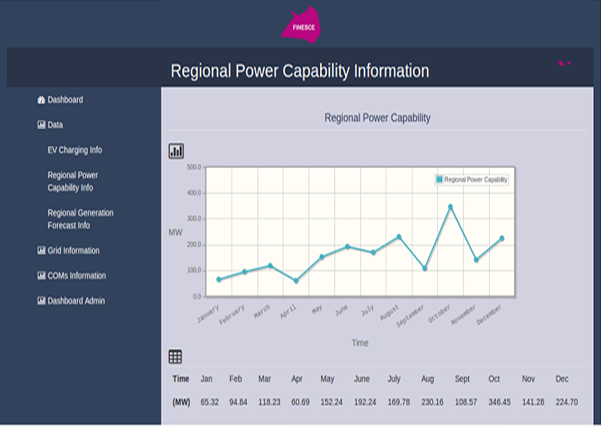 FINESCE
Regional Power Capability Information
Dashboard
Data
EV Charging Info
Regional Power
Capability Info
Regional Generation
Forecast Info
Grid Information
COMs Information
Dashboard Admin
Regional Power Capability
500.0
400.0
300.0
200.0
100.0
0.0
MW
Regional Power Capability
January February March April May June July August September October November December
Time
Time Jan Feb Mar Apr May June July Aug Sept Oct Nov Dec
(MW) 65.32 94.84 118.23 60.69 152.24 192.24 169.78 230.16 108.57 346.45 141.28 224.70